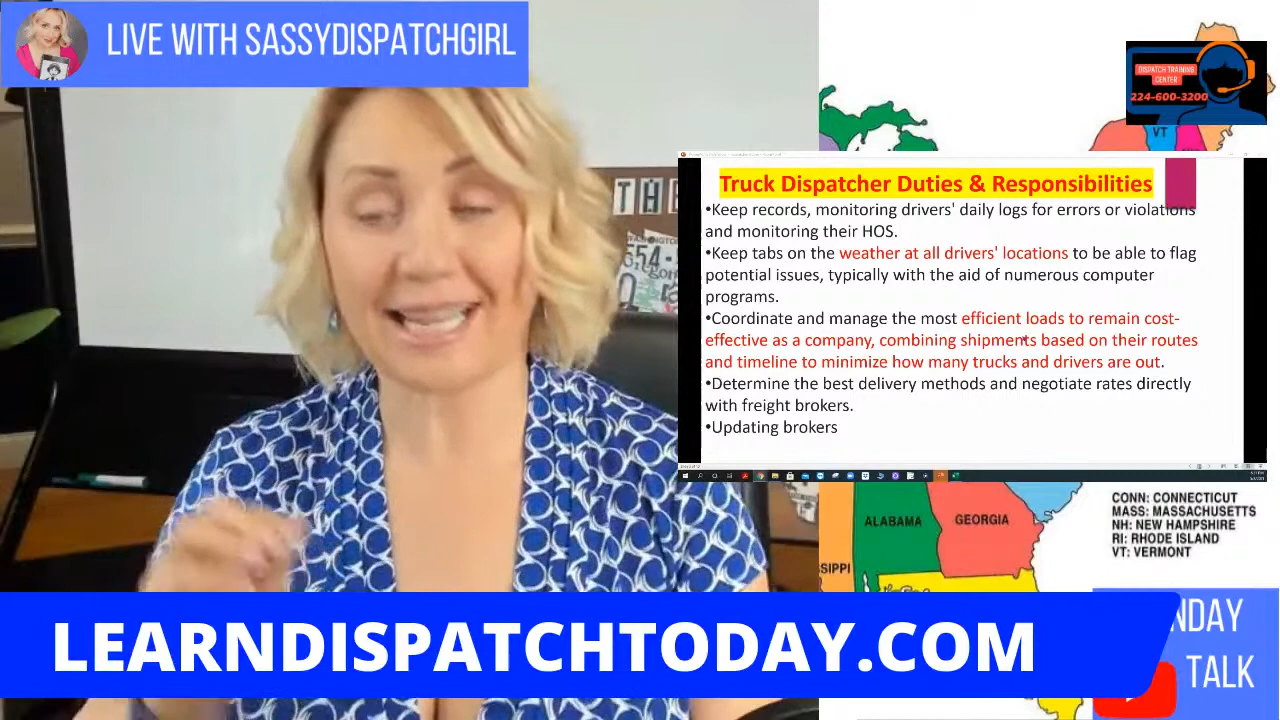 LIVE WITH SASSYDISPATCHGIRL
DISPATCH TRAINING
CENTER
224-600-3200
VT
THE
554-
Truck Dispatcher Duties & Responsibilities
•Keep records, monitoring drivers' daily logs for errors or violations
and monitoring their HOS.
•Keep tabs on the weather at all drivers' locations to be able to flag
potential issues, typically with the aid of numerous computer
programs.
•Coordinate and manage the most efficient loads to remain cost-
effective as a company, combining shipments based on their routes
and timeline to minimize how many trucks and drivers are out.
•Determine the best delivery methods and negotiate rates directly
with freight brokers.
•Updating brokers
ALABAMA
GEORGIA
SSIPPI
CONN: CONNECTICUT
MASS: MASSACHUSETTS
NH: NEW HAMPSHIRE
RI: RHODE ISLAND
VT: VERMONT
LEARNDISPATCHTODAY.COM
NDAY
TALK